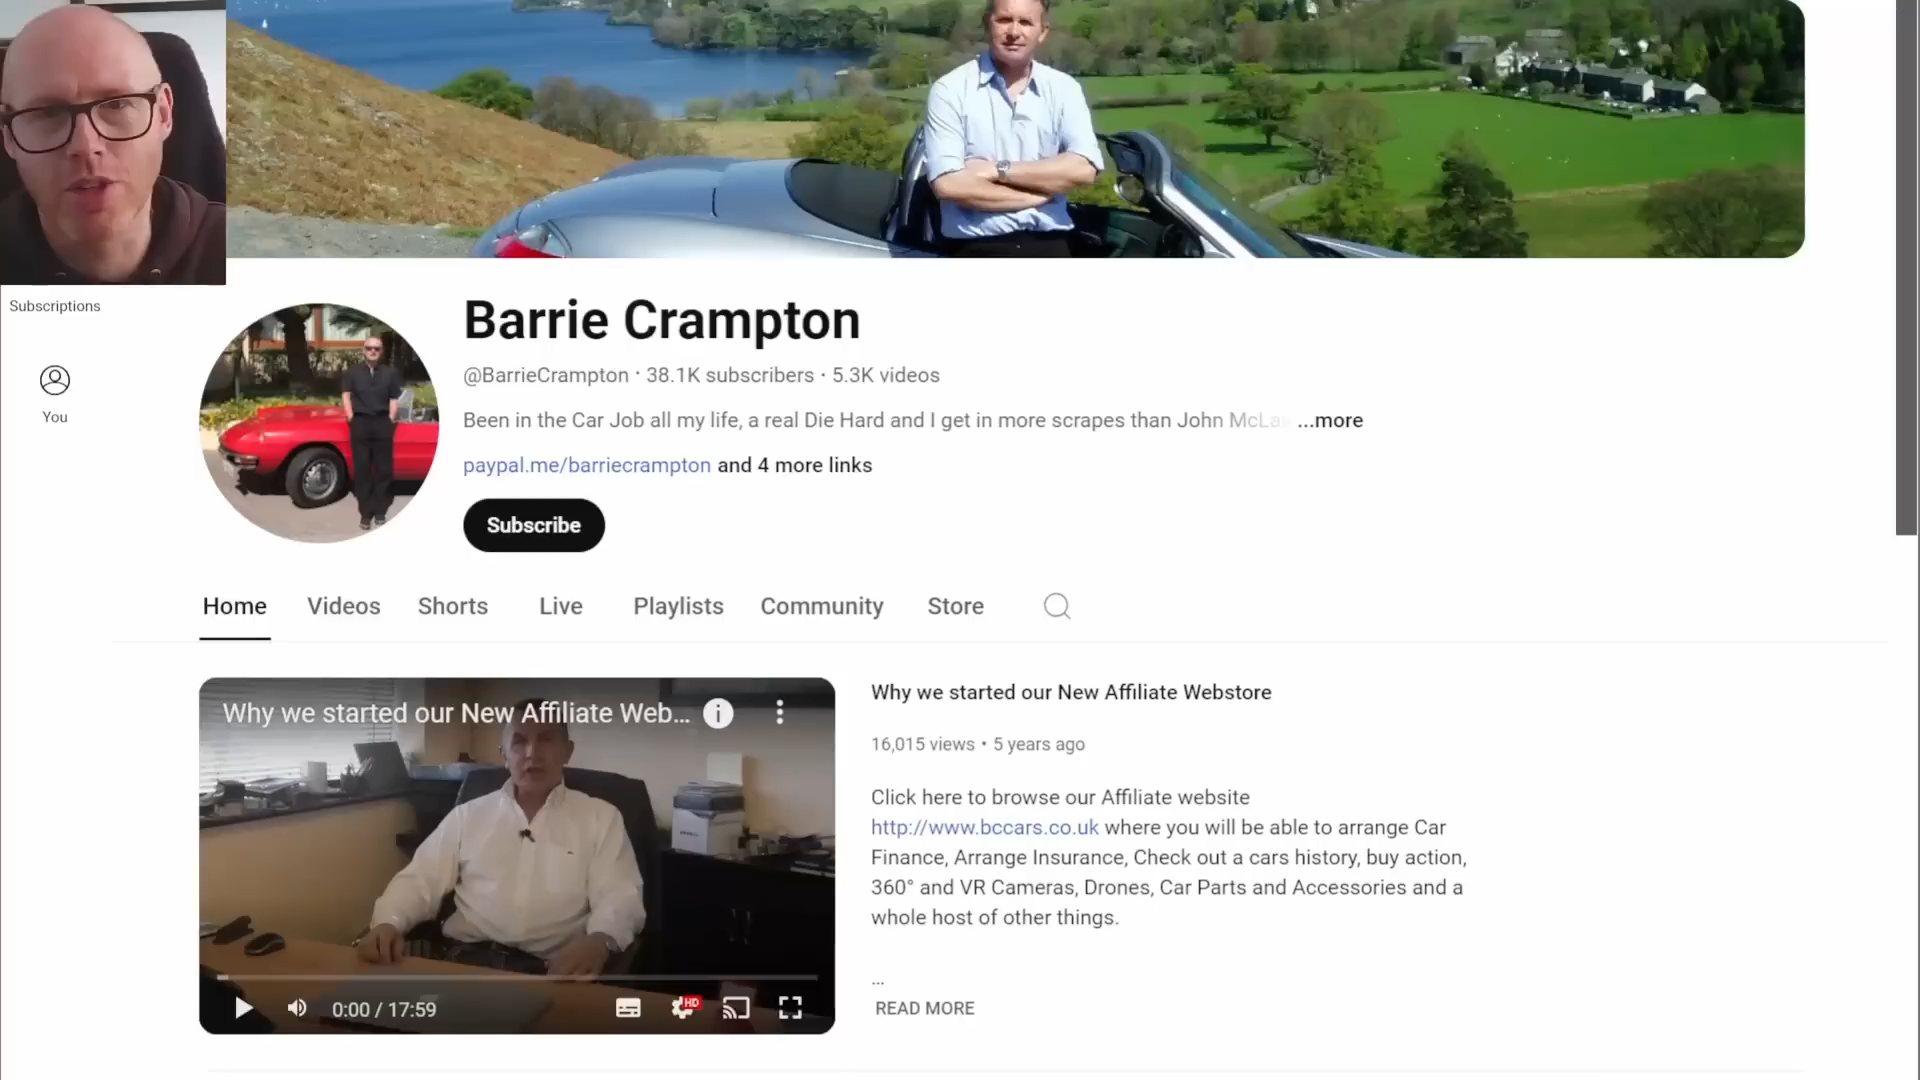 Subscriptions
You
Barrie Crampton
@BarrieCrampton · 38.1K subscribers · 5.3K videos
Been in the Car Job all my life, a real Die Hard and I get in more scrapes than John McLa ...more
paypal.me/barriecrampton and 4 more links
Subscribe
Home Videos Shorts Live Playlists Community Store
Why we started our New Affiliate Web...
0:00 / 17:59
HD
Why we started our New Affiliate Webstore
16,015 views • 5 years ago
Click here to browse our Affiliate website
http://www.bccars.co.uk where you will be able to arrange Car
Finance, Arrange Insurance, Check out a cars history, buy action,
360° and VR Cameras, Drones, Car Parts and Accessories and a
whole host of other things.
...
READ MORE